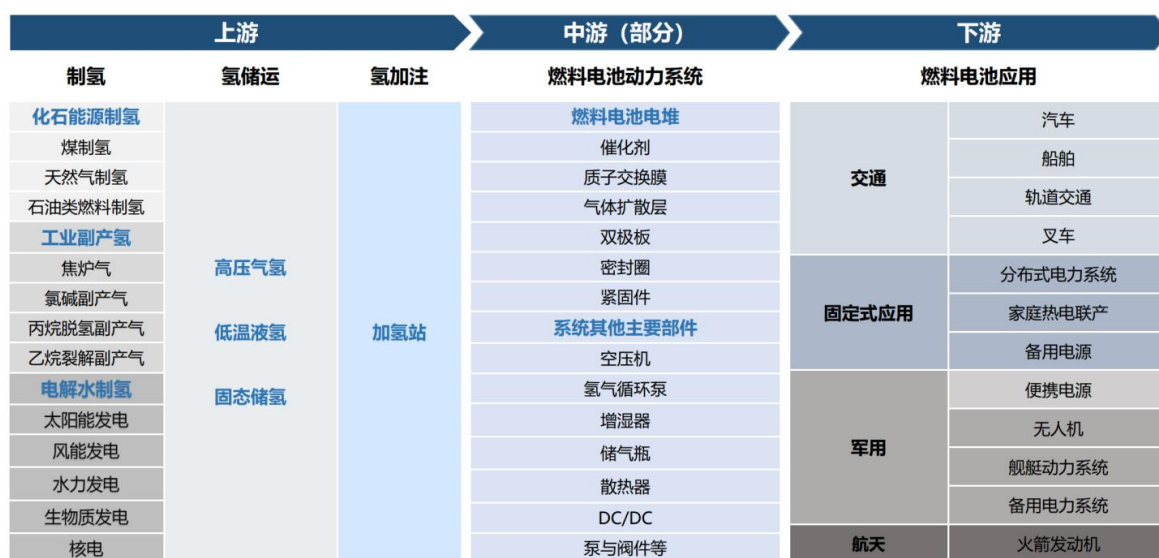 上游
中游（部分）
下游
制氢
氢储运
氢加注
燃料电池动力系统
燃料电池应用
化石能源制氢
煤制氢
天然气制氢
石油类燃料制氢
工业副产氢
焦炉气
氯碱副产气
丙烷脱氢副产气
乙烷裂解副产气
电解水制氢
太阳能发电
风能发电
水力发电
生物质发电
核电
高压气氢
低温液氢
固态储氢
加氢站
燃料电池电堆
催化剂
质子交换膜
气体扩散层
双极板
密封圈
紧固件
系统其他主要部件
空压机
氢气循环泵
增湿器
储气瓶
散热器
DC/DC
泵与阀件等
交通
汽车
船舶
轨道交通
叉车
固定式应用
分布式电力系统
家庭热电联产
备用电源
军用
便携电源
无人机
舰艇动力系统
备用电力系统
航天
火箭发动机